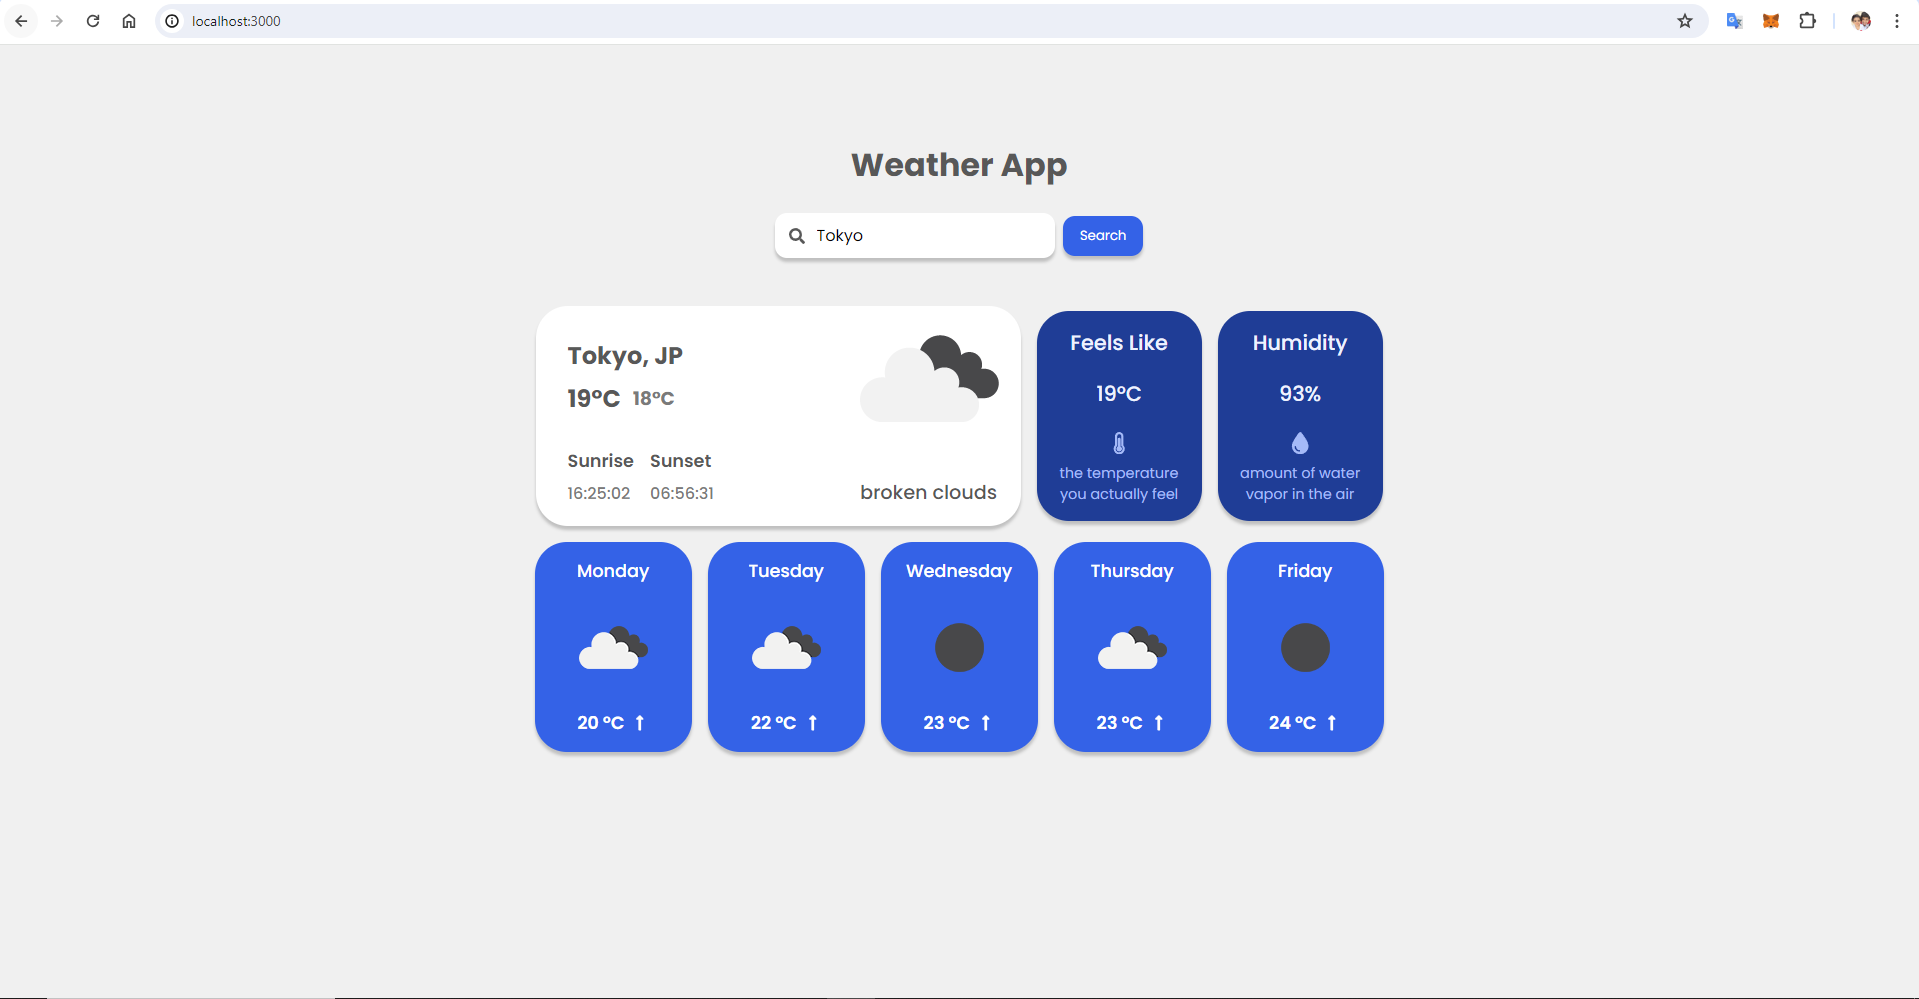 localhost:3000
Weather App
Tokyo
Search
Tokyo, JP
19°C 18°C
Sunrise Sunset
16:25:02 06:56:31
broken clouds
Feels Like
19°C
the temperature
you actually feel
Humidity
93%
amount of water
vapor in the air
Monday
20 °C
Tuesday
22 °C
Wednesday
23 °C
Thursday
23 °C
Friday
24 °C